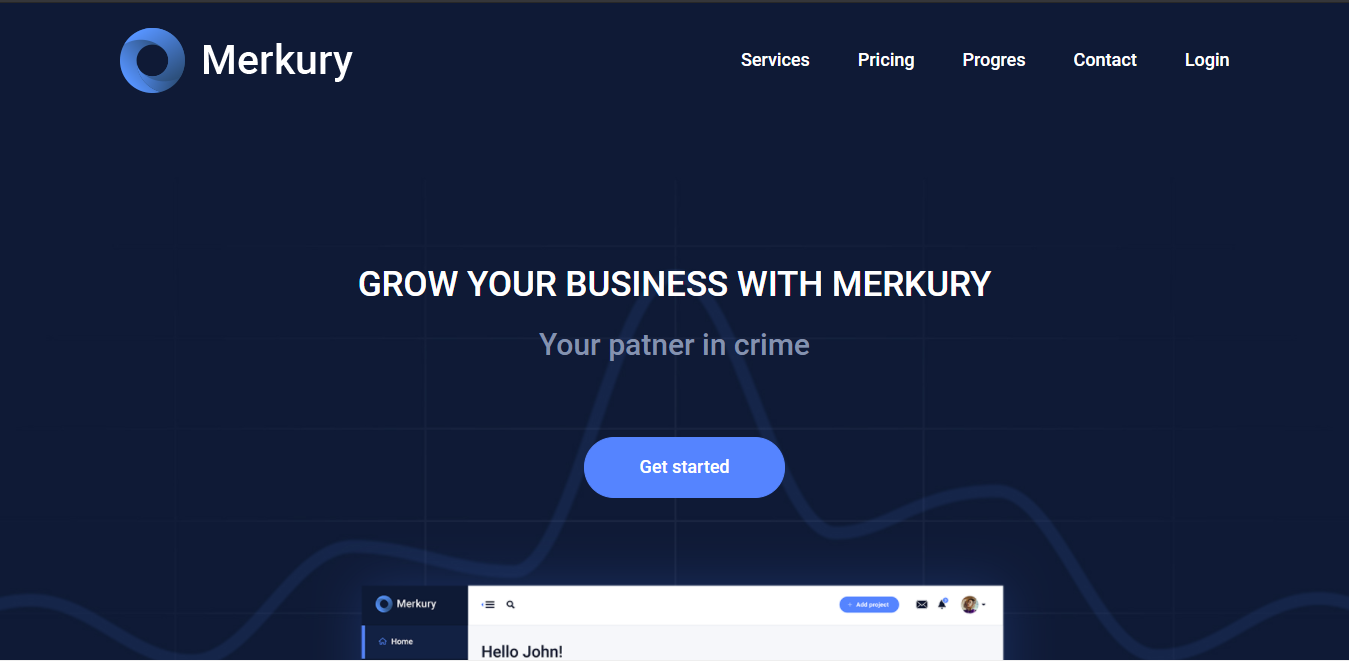 Merkury
Services Pricing Progres Contact Login
GROW YOUR BUSINESS WITH MERKURY
Your patner in crime
Get started
Merkury
+ Add project
Home
Hello John!